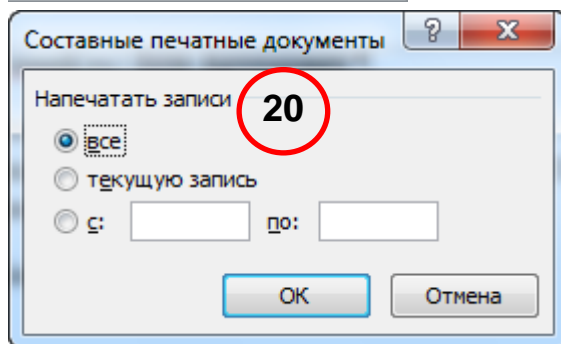 Составные печатные документы ? X
Напечатать записи 20
все
текущую запись
с: по:
ОК Отмена